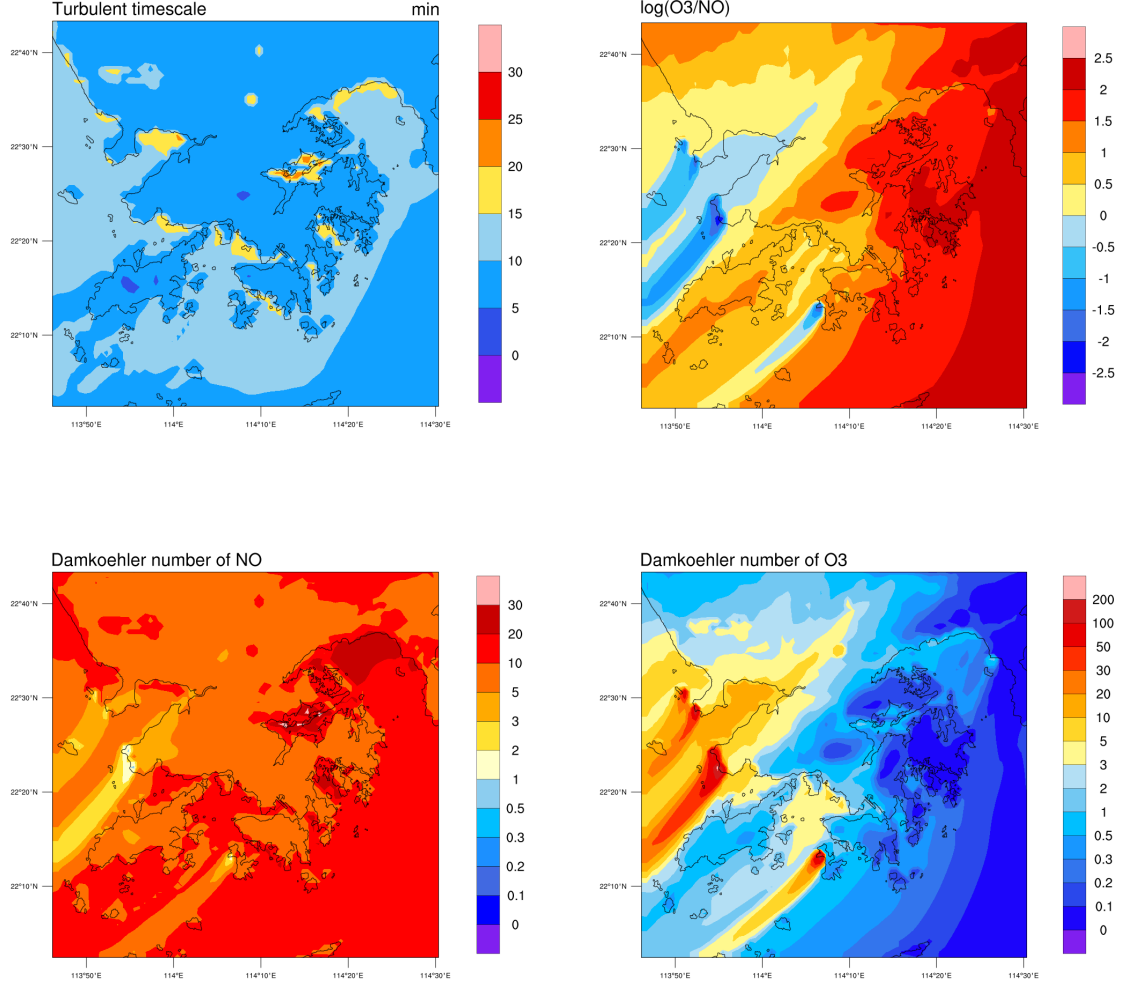 Turbulent timescale min
22°40'N
22°30'N
22°20'N
22°10'N
113°50'E 114°E 114°10'E 114°20'E 114°30'E
30
25
20
15
10
5
0
log(O3/NO)
22°40'N
22°30'N
22°20'N
22°10'N
113°50'E 114°E 114°10'E 114°20'E 114°30'E
2.5
2
1.5
1
0.5
0
-0.5
-1
-1.5
-2
-2.5
Damkoehler number of NO
22°40'N
22°30'N
22°20'N
22°10'N
113°50'E 114°E 114°10'E 114°20'E 114°30'E
30
20
10
5
3
2
1
0.5
0.3
0.2
0.1
0
Damkoehler number of O3
22°40'N
22°30'N
22°20'N
22°10'N
113°50'E 114°E 114°10'E 114°20'E 114°30'E
200
100
50
30
20
10
5
3
2
1
0.5
0.3
0.2
0.1
0